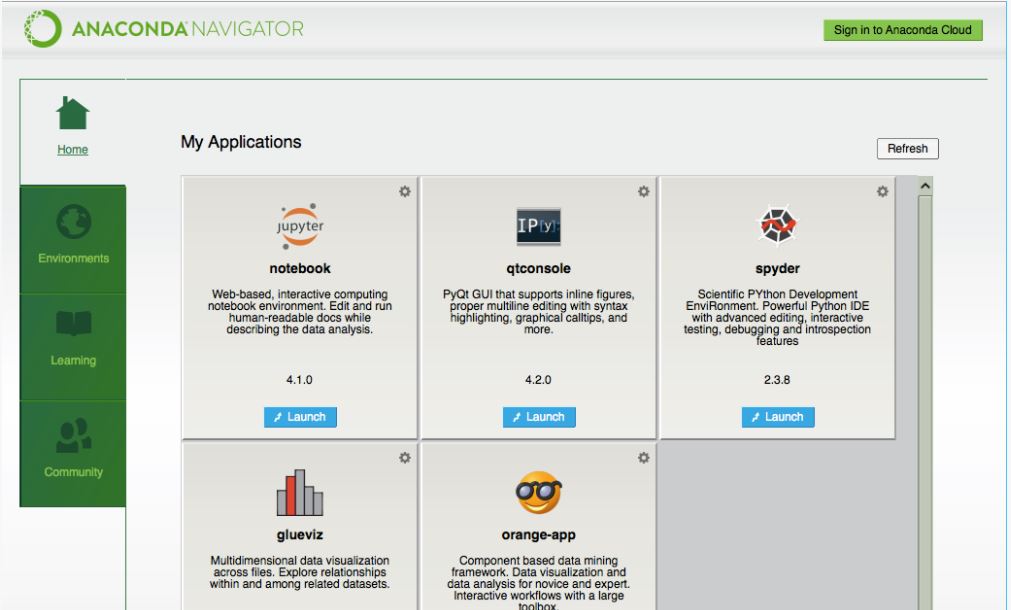 ANACONDA NAVIGATOR
Sign in to Anaconda Cloud
Home
Environments
Learning
Community
My Applications
Refresh
jupyter
notebook
Web-based, interactive computing
notebook environment. Edit and run
human-readable docs while
describing the data analysis.
4.1.0
Launch
IP[y]:
qtconsole
PyQt GUI that supports inline figures,
proper multiline editing with syntax
highlighting, graphical calltips, and
more.
4.2.0
Launch
spyder
Scientific PYthon Development
EnviRonment. Powerful Python IDE
with advanced editing, interactive
testing, debugging and introspection
features
2.3.8
Launch
glueviz
Multidimensional data visualization
across files. Explore relationships
within and among related datasets.
orange-app
Component based data mining
framework. Data visualization and
data analysis for novice and expert.
Interactive workflows with a large
toolbox.